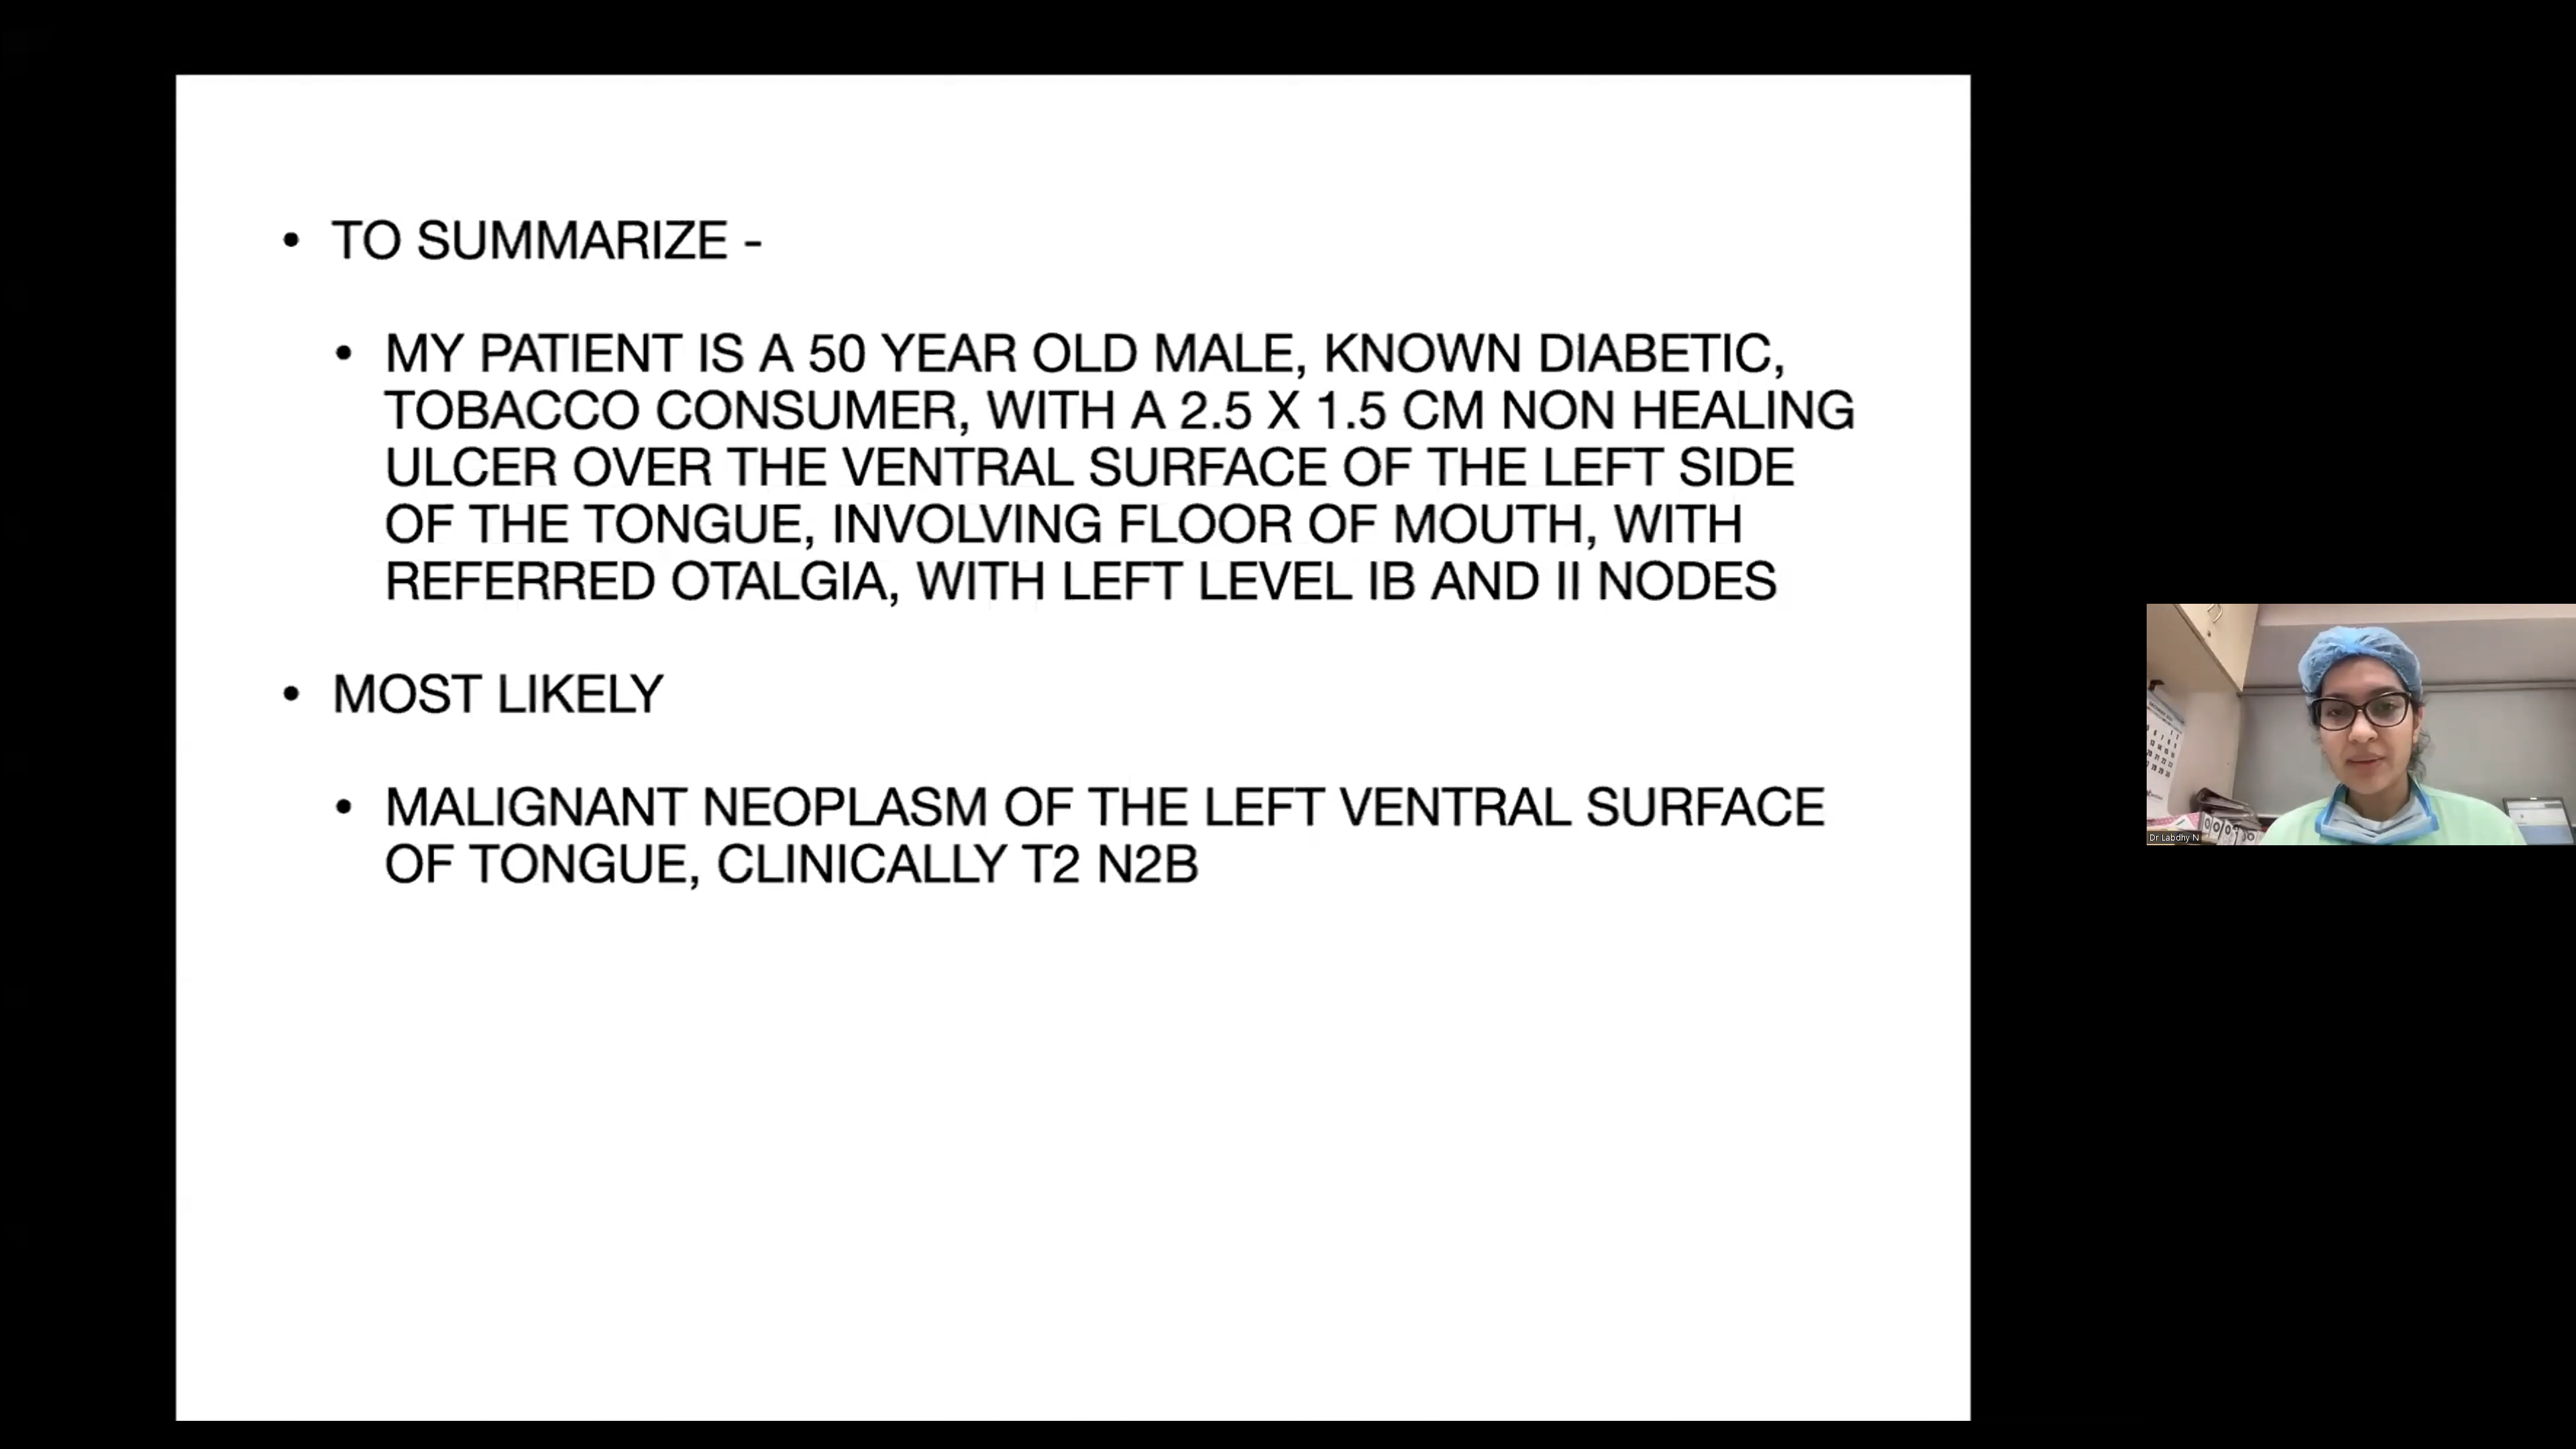 • TO SUMMARIZE -
• MY PATIENT IS A 50 YEAR OLD MALE, KNOWN DIABETIC,
TOBACCO CONSUMER, WITH A 2.5 X 1.5 CM NON HEALING
ULCER OVER THE VENTRAL SURFACE OF THE LEFT SIDE
OF THE TONGUE, INVOLVING FLOOR OF MOUTH, WITH
REFERRED OTALGIA, WITH LEFT LEVEL IB AND II NODES
• MOST LIKELY
• MALIGNANT NEOPLASM OF THE LEFT VENTRAL SURFACE
OF TONGUE, CLINICALLY T2 N2B
Dr Labdhy N